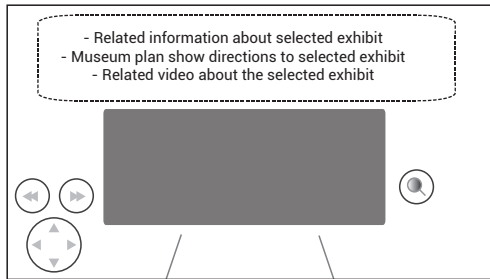 - Related information about selected exhibit
- Museum plan show directions to selected exhibit
- Related video about the selected exhibit